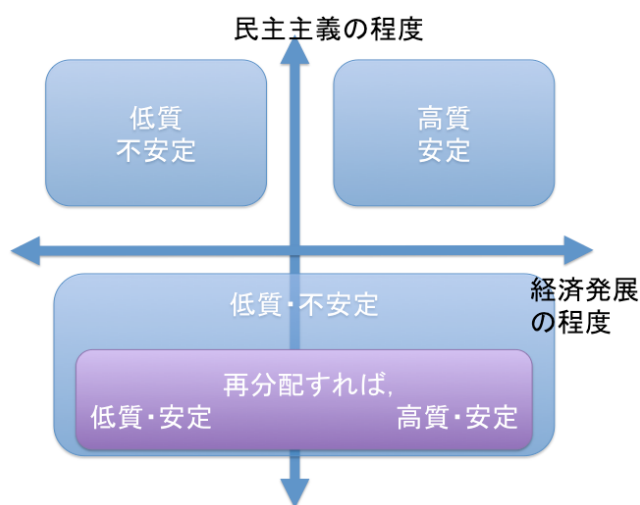 民主主義の程度
低質
不安定
高質
安定
経済発展
の程度
低質・不安定
再分配すれば,
低質・安定
高質・安定